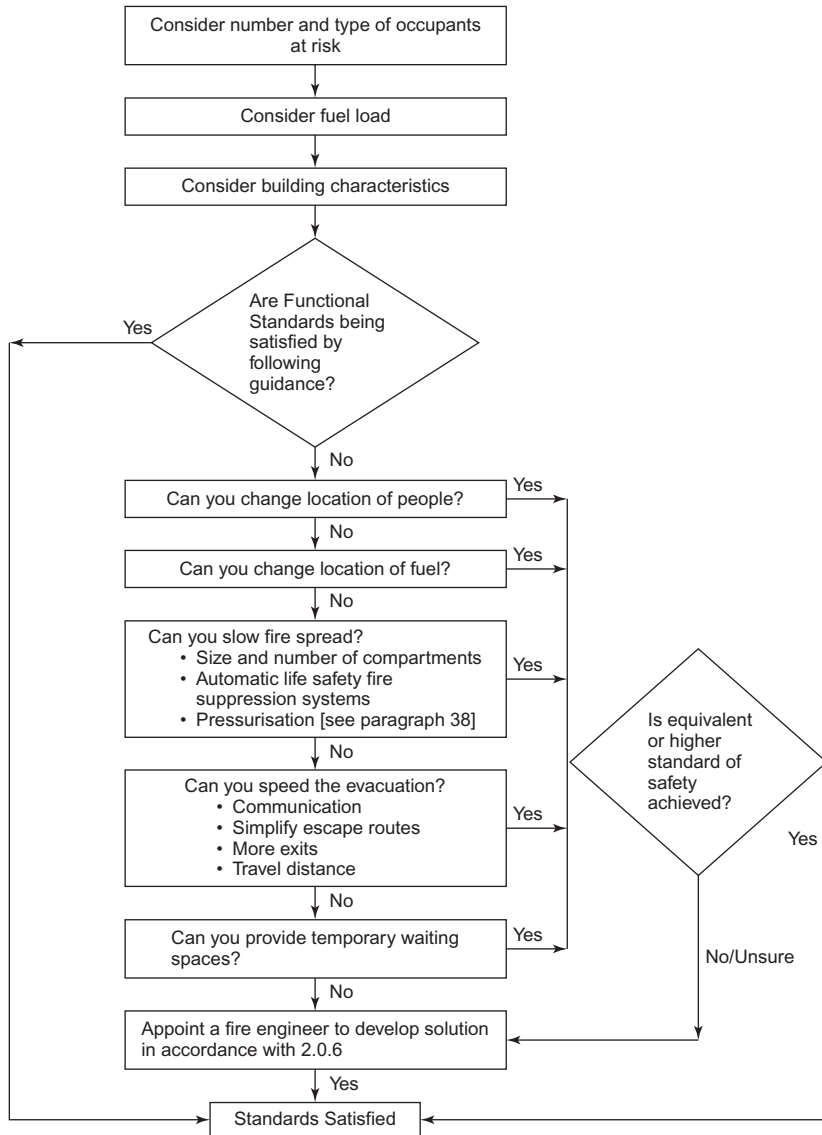 Consider number and type of occupants
at risk
Consider fuel load
Consider building characteristics
Are Functional
Standards being
satisfied by
following
guidance?
Yes
No
Can you change location of people?
Yes
No
Can you change location of fuel?
Yes
No
Can you slow fire spread?
• Size and number of compartments
• Automatic life safety fire
suppression systems
• Pressurisation [see paragraph 38]
Yes
No
Can you speed the evacuation?
• Communication
• Simplify escape routes
• More exits
• Travel distance
Yes
No
Can you provide temporary waiting
spaces?
Yes
No
Is equivalent
or higher
standard of
safety
achieved?
Yes
No/Unsure
Appoint a fire engineer to develop solution
in accordance with 2.0.6
Yes
Standards Satisfied